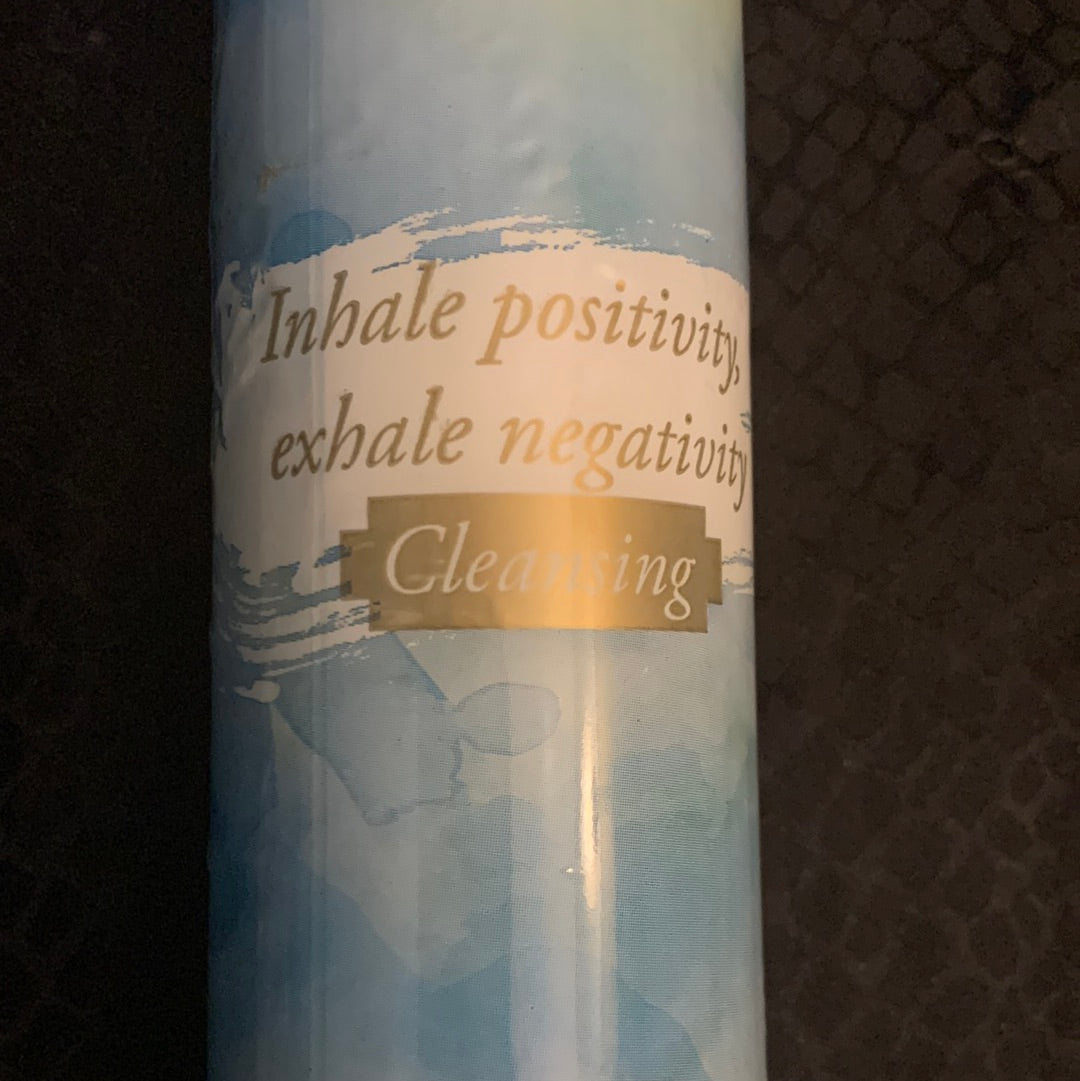 Inhale positivity,
exhale negativity
Cleansing